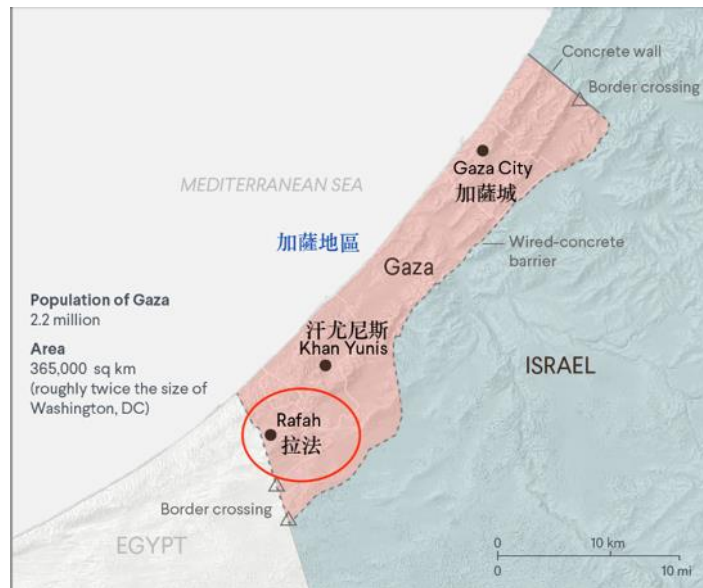 Concrete wall
Border crossing
Gaza City
加薩城
MEDITERRANEAN SEA
加薩地區
Wired-concrete
barrier
Gaza
Population of Gaza
2.2 million
Area
365,000 sq km
(roughly twice the size of
Washington, DC)
汗尤尼斯
Khan Yunis
ISRAEL
Rafah
拉法
Border crossing
EGYPT
0 10 km
0 10 mi